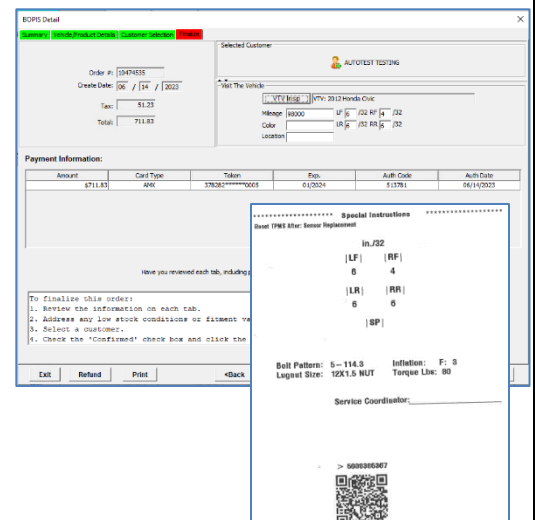 BOPIS Detail
Summary Vehicle/Product Details Customer Selection Finalize
Selected Customer
AUTOTEST TESTING
Order #: 10474535
Create Date: 06 / 14 / 2023
Tax: 51.23
Total: 711.83
Visit The Vehicle
VTV Insp VTV: 2012 Honda Civic
Mileage 98000 LF 6 /32 RF 4 /32
Color LR 6 /32 RR 6 /32
Location
Payment Information:
Amount Card Type Token Exp. Auth Code Auth Date
$711.83 AMX 378282******0005 01/2024 513781 06/14/2023
Have you reviewed each tab, including
To finalize this order:
1. Review the information on each tab.
2. Address any low stock conditions or fitment va
3. Select a customer.
4. Check the 'Confirmed' check box and click the
Exit Refund Print <Back
******************** Special Instructions ******************
Reset TPMS After: Sensor Replacement
in./32
|LF| |RF|
6 4
|LR| |RR|
6 6
|SP|
Bolt Pattern: 5-114.3 Inflation: F: 3
Lugnut Size: 12X1.5 NUT Torque Lbs: 80
Service Coordinator:
> 5009305367